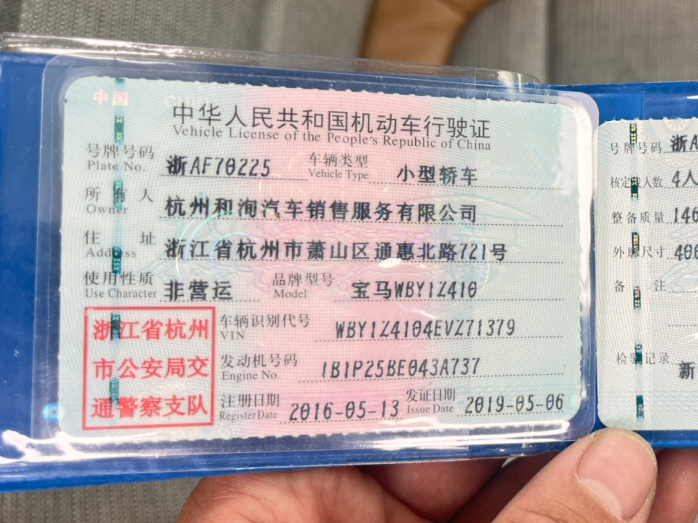 中国
中华人民共和国机动车行驶证
Vehicle License of the People's Republic of China
号牌号码 浙AF70225 车辆类型 小型轿车
Plate No. Vehicle Type
所有人 杭州和洵汽车销售服务有限公司
Owner
住址 浙江省杭州市萧山区通惠北路721号
Address
使用性质 非营运 品牌型号 宝马WBY1Z410
Use Character Model
浙江省杭州
市公安局交
通警察支队
车辆识别代号 WBY1Z4104EVZ71379
VIN
发动机号码 IB1P25BE043A737
Engine No.
注册日期 2016-05-13 发证日期 2019-05-06
Register Date Issue Date
号牌号码 浙A
核定载人数 4人
整备质量 146
外廓尺寸 400
备注
检验记录
新